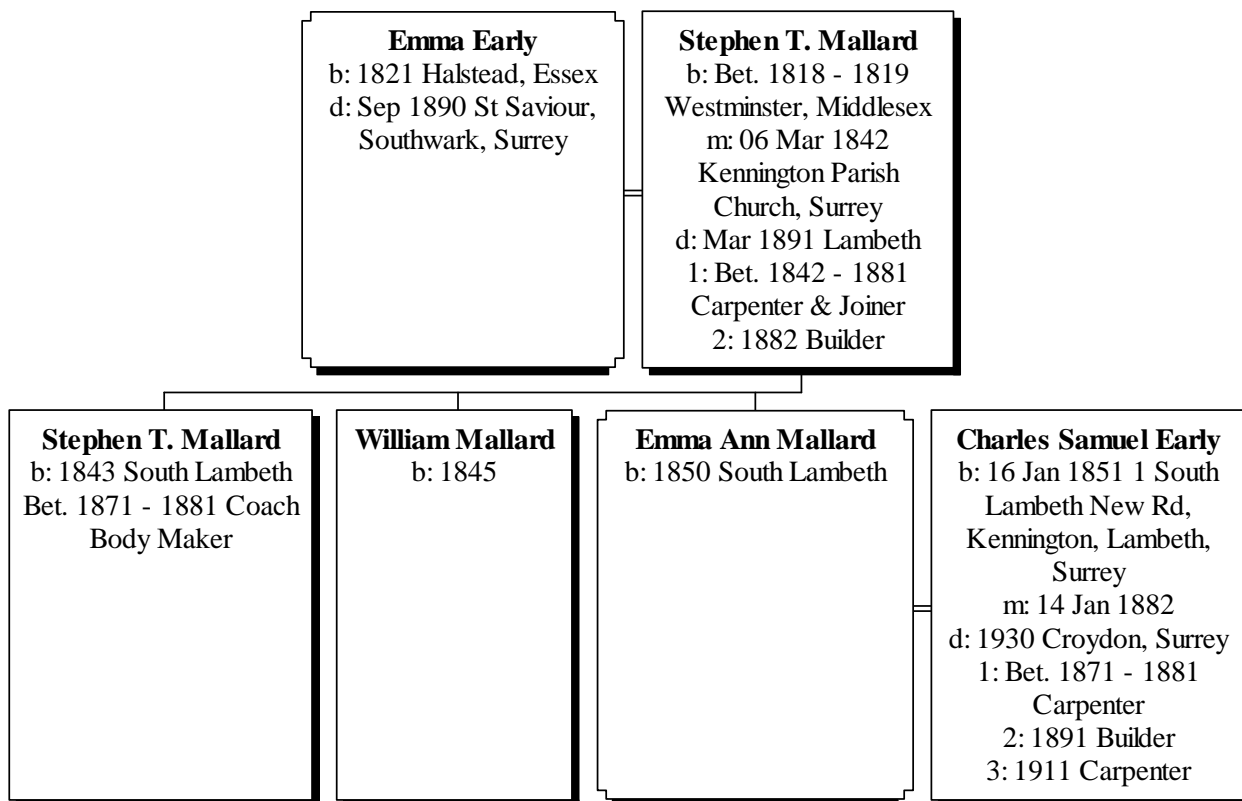 Emma Early
b: 1821 Halstead, Essex
d: Sep 1890 St Saviour,
Southwark, Surrey
Stephen T. Mallard
b: Bet. 1818 - 1819
Westminster, Middlesex
m: 06 Mar 1842
Kennington Parish
Church, Surrey
d: Mar 1891 Lambeth
1: Bet. 1842 - 1881
Carpenter & Joiner
2: 1882 Builder
Stephen T. Mallard
b: 1843 South Lambeth
Bet. 1871 - 1881 Coach
Body Maker
William Mallard
b: 1845
Emma Ann Mallard
b: 1850 South Lambeth
Charles Samuel Early
b: 16 Jan 1851 1 South
Lambeth New Rd,
Kennington, Lambeth,
Surrey
m: 14 Jan 1882
d: 1930 Croydon, Surrey
1: Bet. 1871 - 1881
Carpenter
2: 1891 Builder
3: 1911 Carpenter